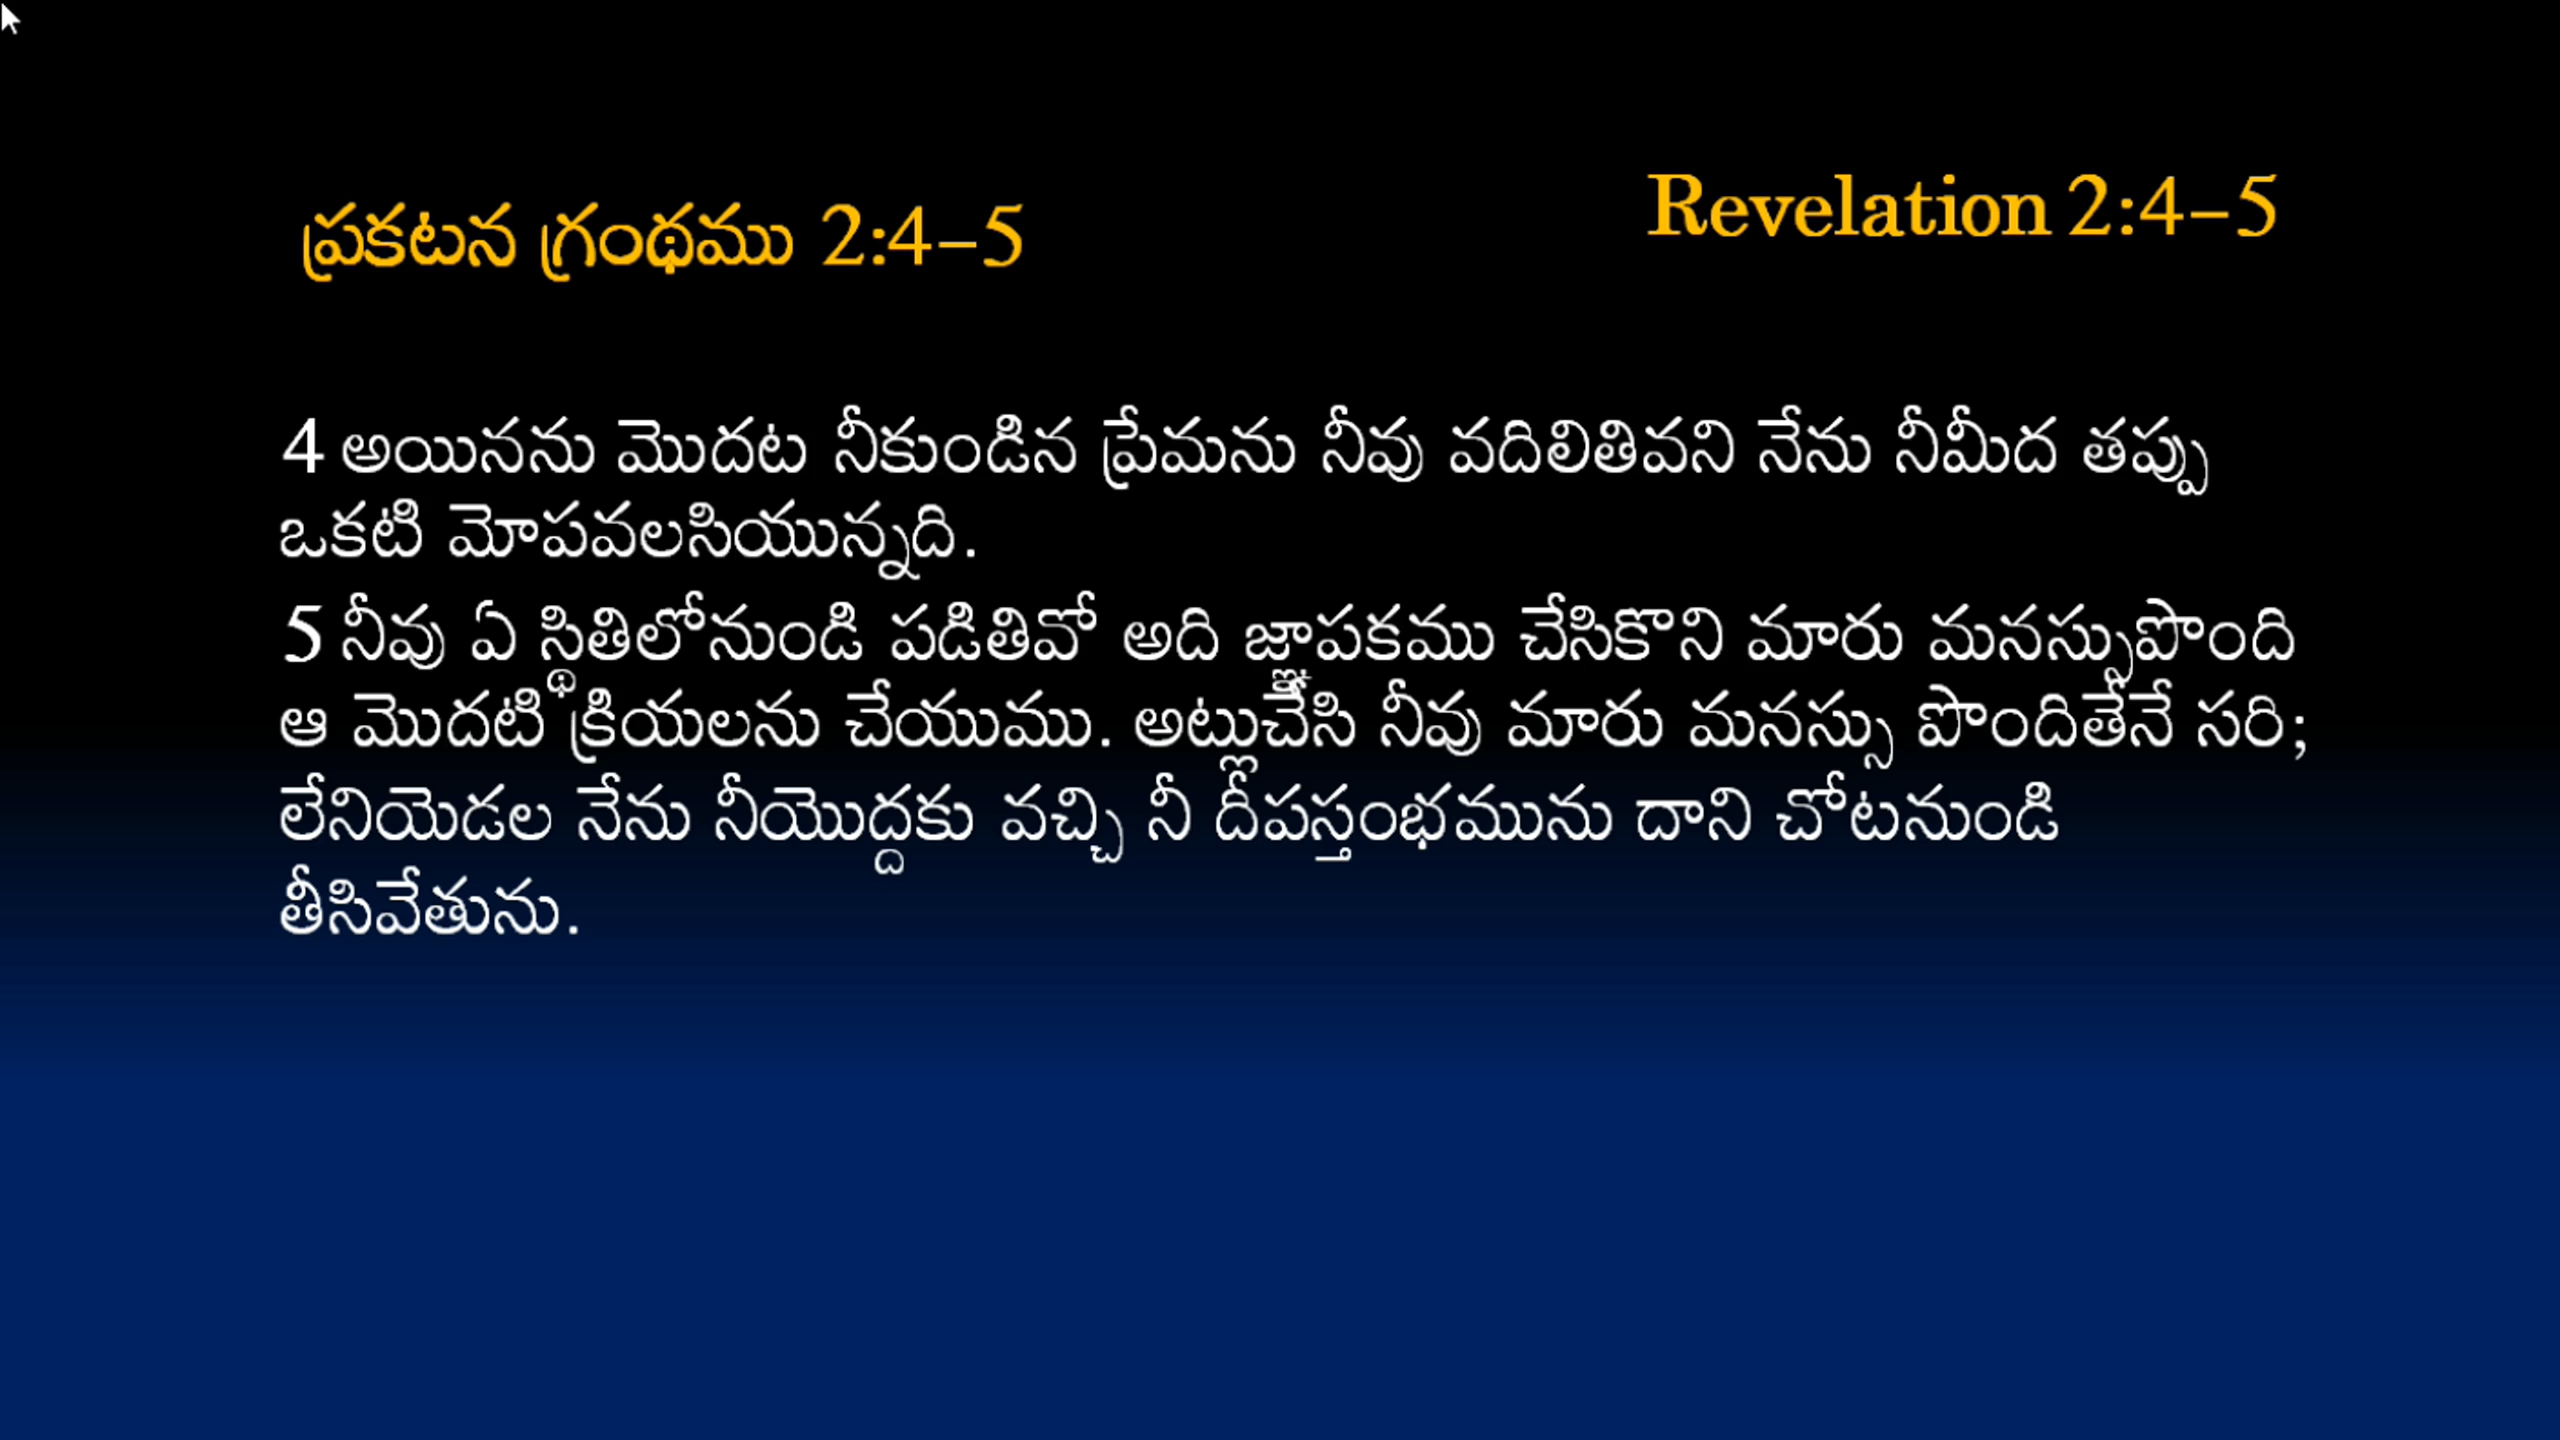 ప్రకటన గ్రంథము 2:4-5
Revelation 2:4-5
4 అయినను మొదట నీకుండిన ప్రేమను నీవు వదిలితివని నేను నీమీద తప్పు
ఒకటి మోపవలసియున్నది.
5 నీవు ఏ స్థితిలోనుండి పడితివో అది జ్ఞాపకము చేసికొని మారు మనస్సుపొంది
ఆ మొదటి క్రియలను చేయుము. అట్లుచేసి నీవు మారు మనస్సు పొందితేనే సరి;
లేనియెడల నేను నీయొద్దకు వచ్చి నీ దీపస్తంభమును దాని చోటనుండి
తీసివేతును.